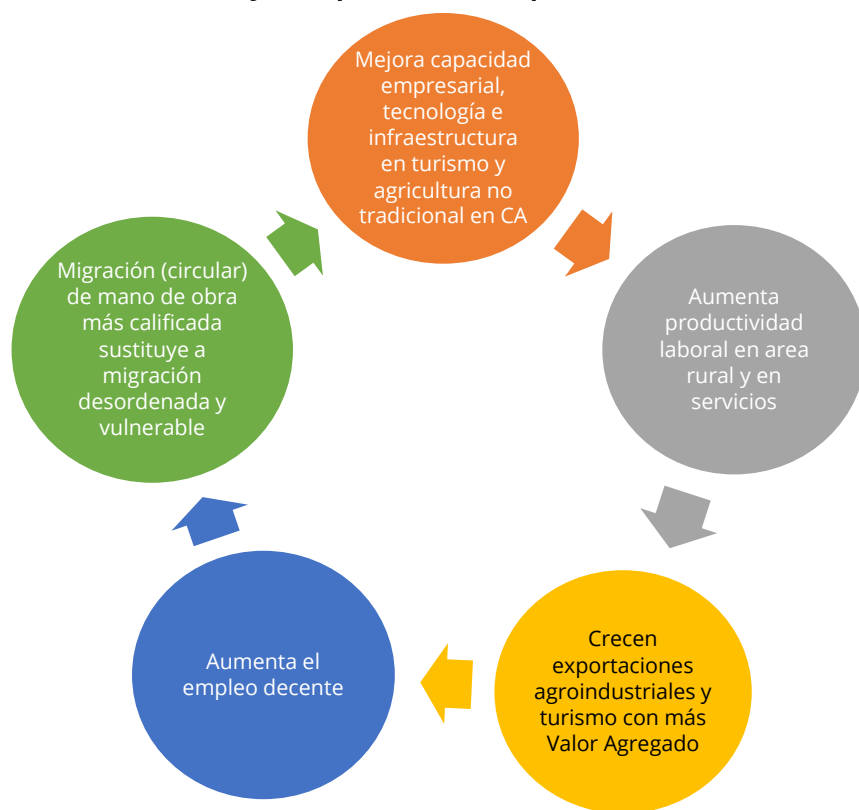 Mejora capacidad
empresarial,
tecnología e
infraestructura
en turismo y
agricultura no
tradicional en CA
Aumenta
productividad
laboral en area
rural y en
servicios
Crecen
exportaciones
agroindustriales y
turismo con más
Valor Agregado
Aumenta el
empleo decente
Migración (circular)
de mano de obra
más calificada
sustituye a
migración
desordenada y
vulnerable